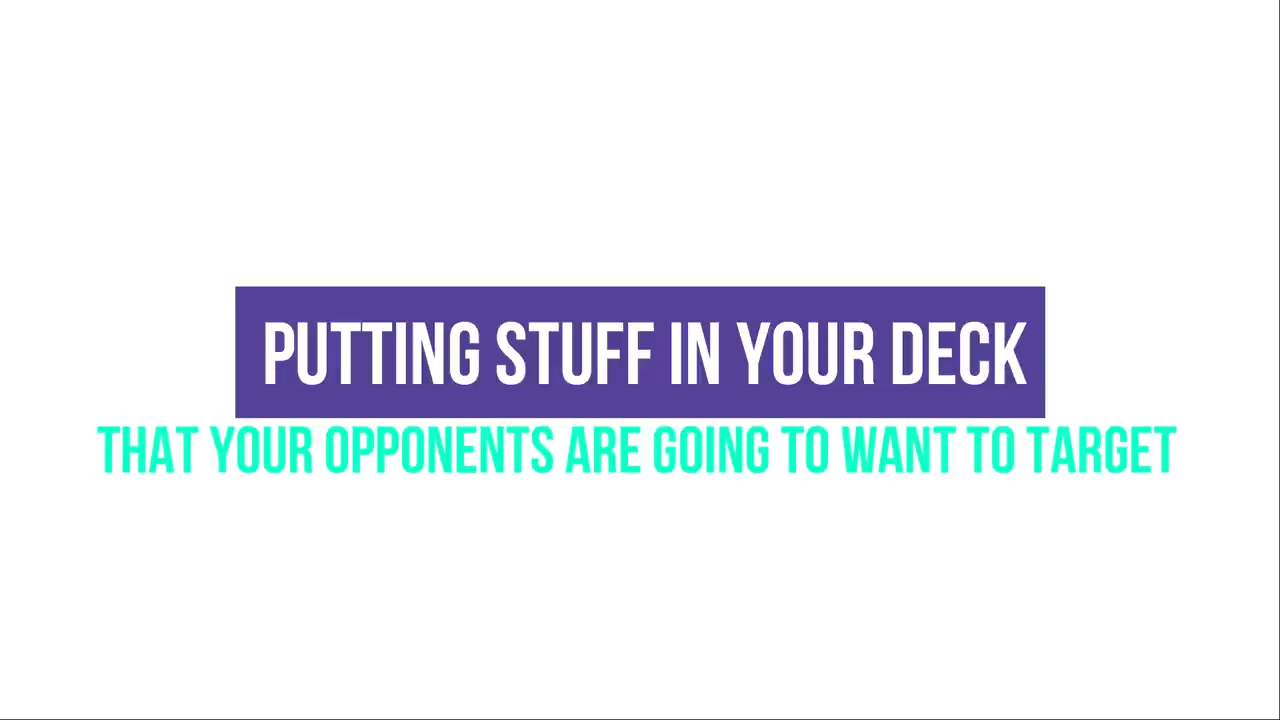 PUTTING STUFF IN YOUR DECK
THAT YOUR OPPONENTS ARE GOING TO WANT TO TARGET